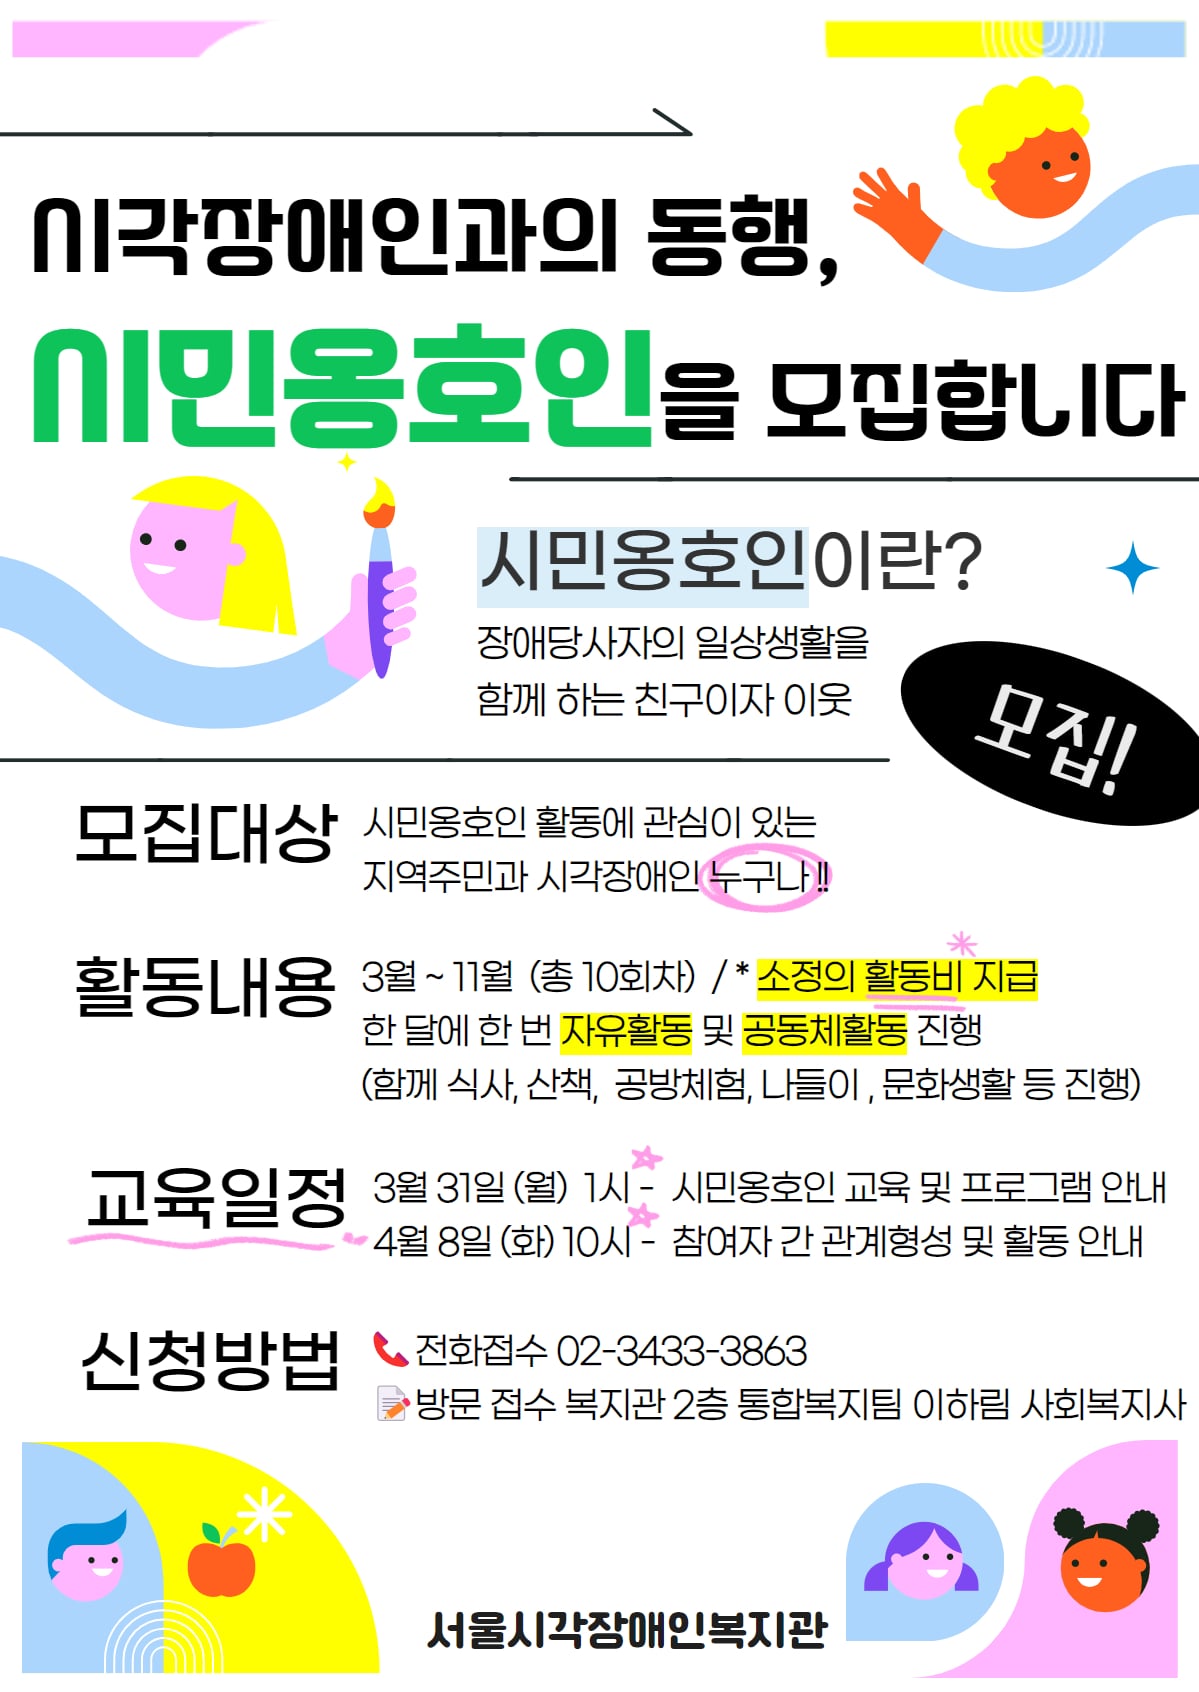 시각장애인과의 동행,
시민옹호인을 모집합니다
시민옹호인이란?
장애당사자의 일상생활을
함께 하는 친구이자 이웃
모집!
모집대상
시민옹호인 활동에 관심이 있는
지역주민과 시각장애인 누구나 !!
활동내용
3월 ~ 11월 (총 10회차) / * 소정의 활동비 지급
한 달에 한 번 자유활동 및 공동체활동 진행
(함께 식사, 산책, 공방체험, 나들이 , 문화생활 등 진행)
교육일정
3월 31일 (월) 1시 - 시민옹호인 교육 및 프로그램 안내
4월 8일 (화) 10시 - 참여자 간 관계형성 및 활동 안내
신청방법
📞 전화접수 02-3433-3863
📝 방문 접수 복지관 2층 통합복지팀 이하림 사회복지사
서울시각장애인복지관